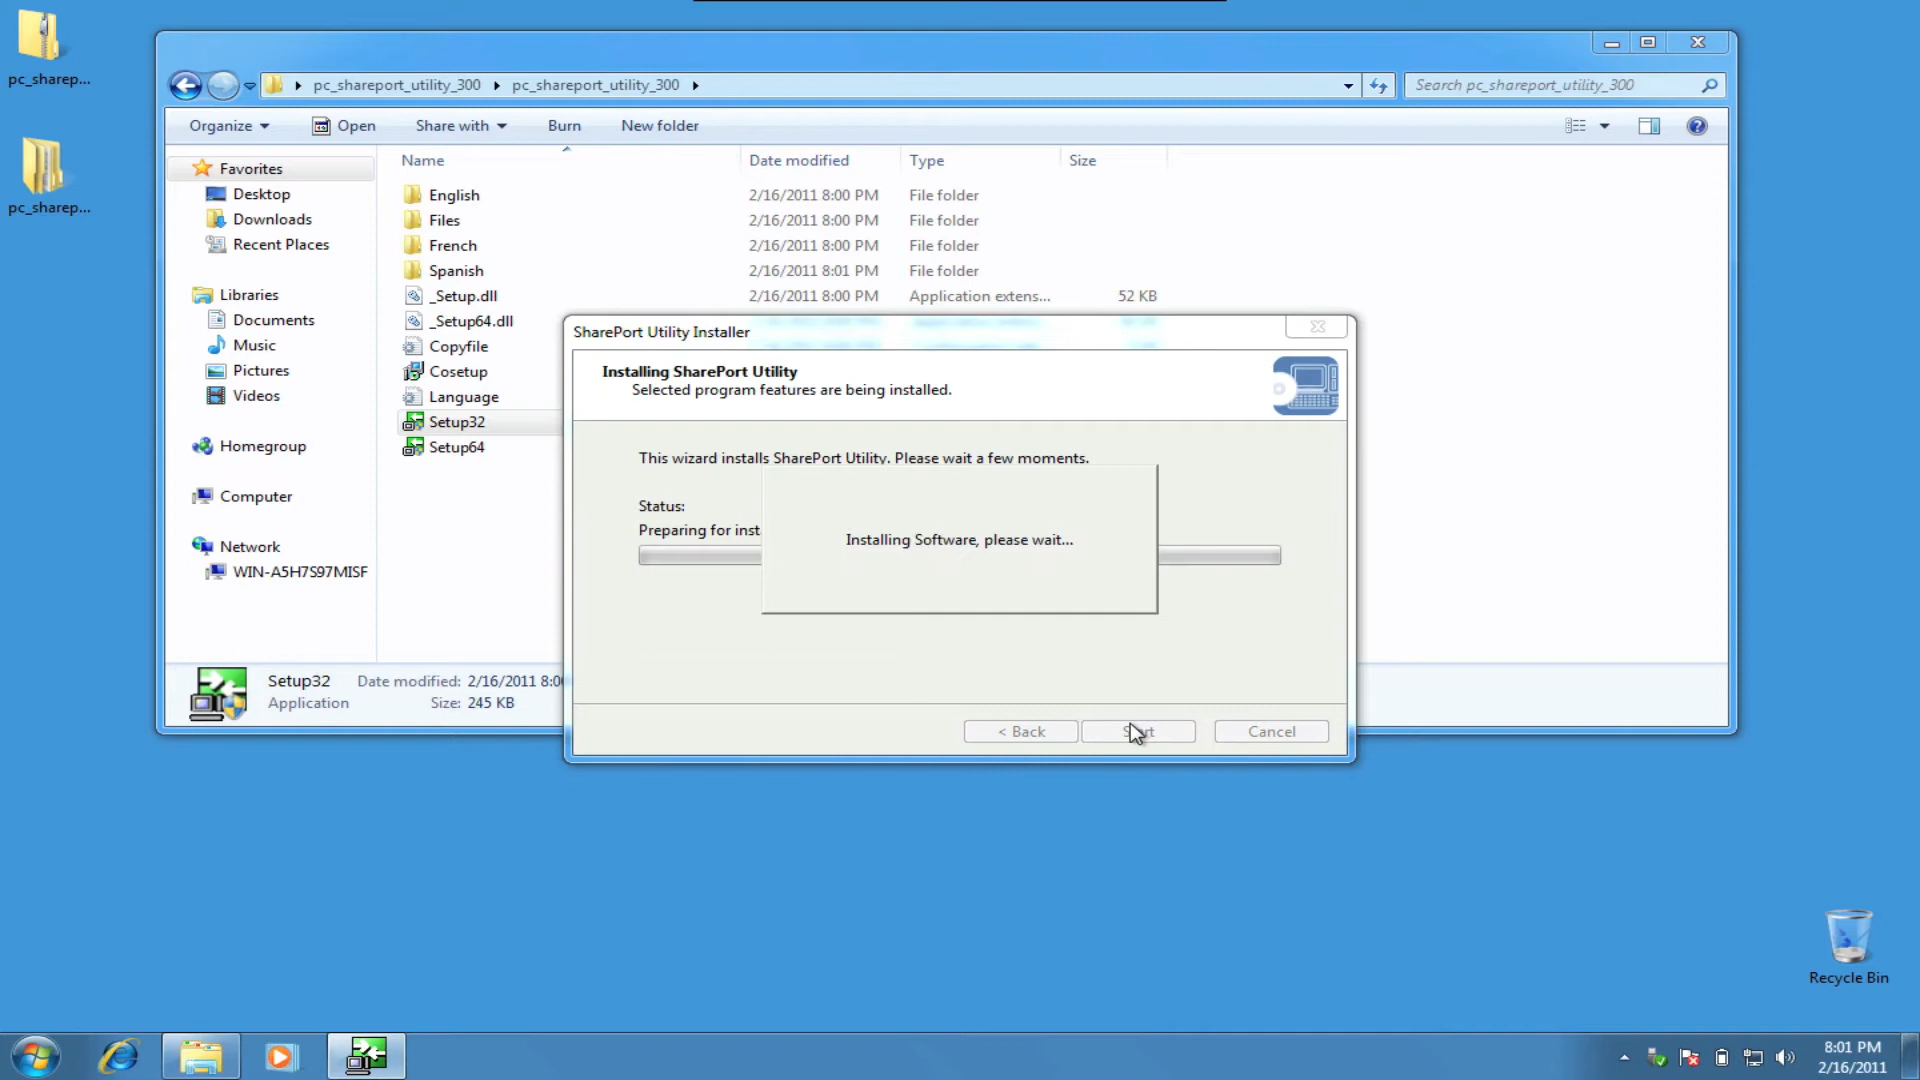 pc_sharep...
pc_sharep...
pc_shareport_utility_300
pc_shareport_utility_300
Search pc_shareport_utility_300
Organize
Open
Share with
Burn
New folder
Name
Date modified
Type
Size
Favorites
Desktop
Downloads
Recent Places
Libraries
Documents
Music
Pictures
Videos
Homegroup
Computer
Network
WIN-A5H7S97MISF
English 2/16/2011 8:00 PM File folder
Files 2/16/2011 8:00 PM File folder
French 2/16/2011 8:00 PM File folder
Spanish 2/16/2011 8:01 PM File folder
_Setup.dll 2/16/2011 8:00 PM Application extens... 52 KB
_Setup64.dll
Copyfile
Cosetup
Language
Setup32
Setup64
SharePort Utility Installer
Installing SharePort Utility
Selected program features are being installed.
This wizard installs SharePort Utility. Please wait a few moments.
Status:
Preparing for inst
Installing Software, please wait...
< Back
Cancel
Setup32 Date modified: 2/16/2011 8:00
Application Size: 245 KB
Recycle Bin
8:01 PM
2/16/2011